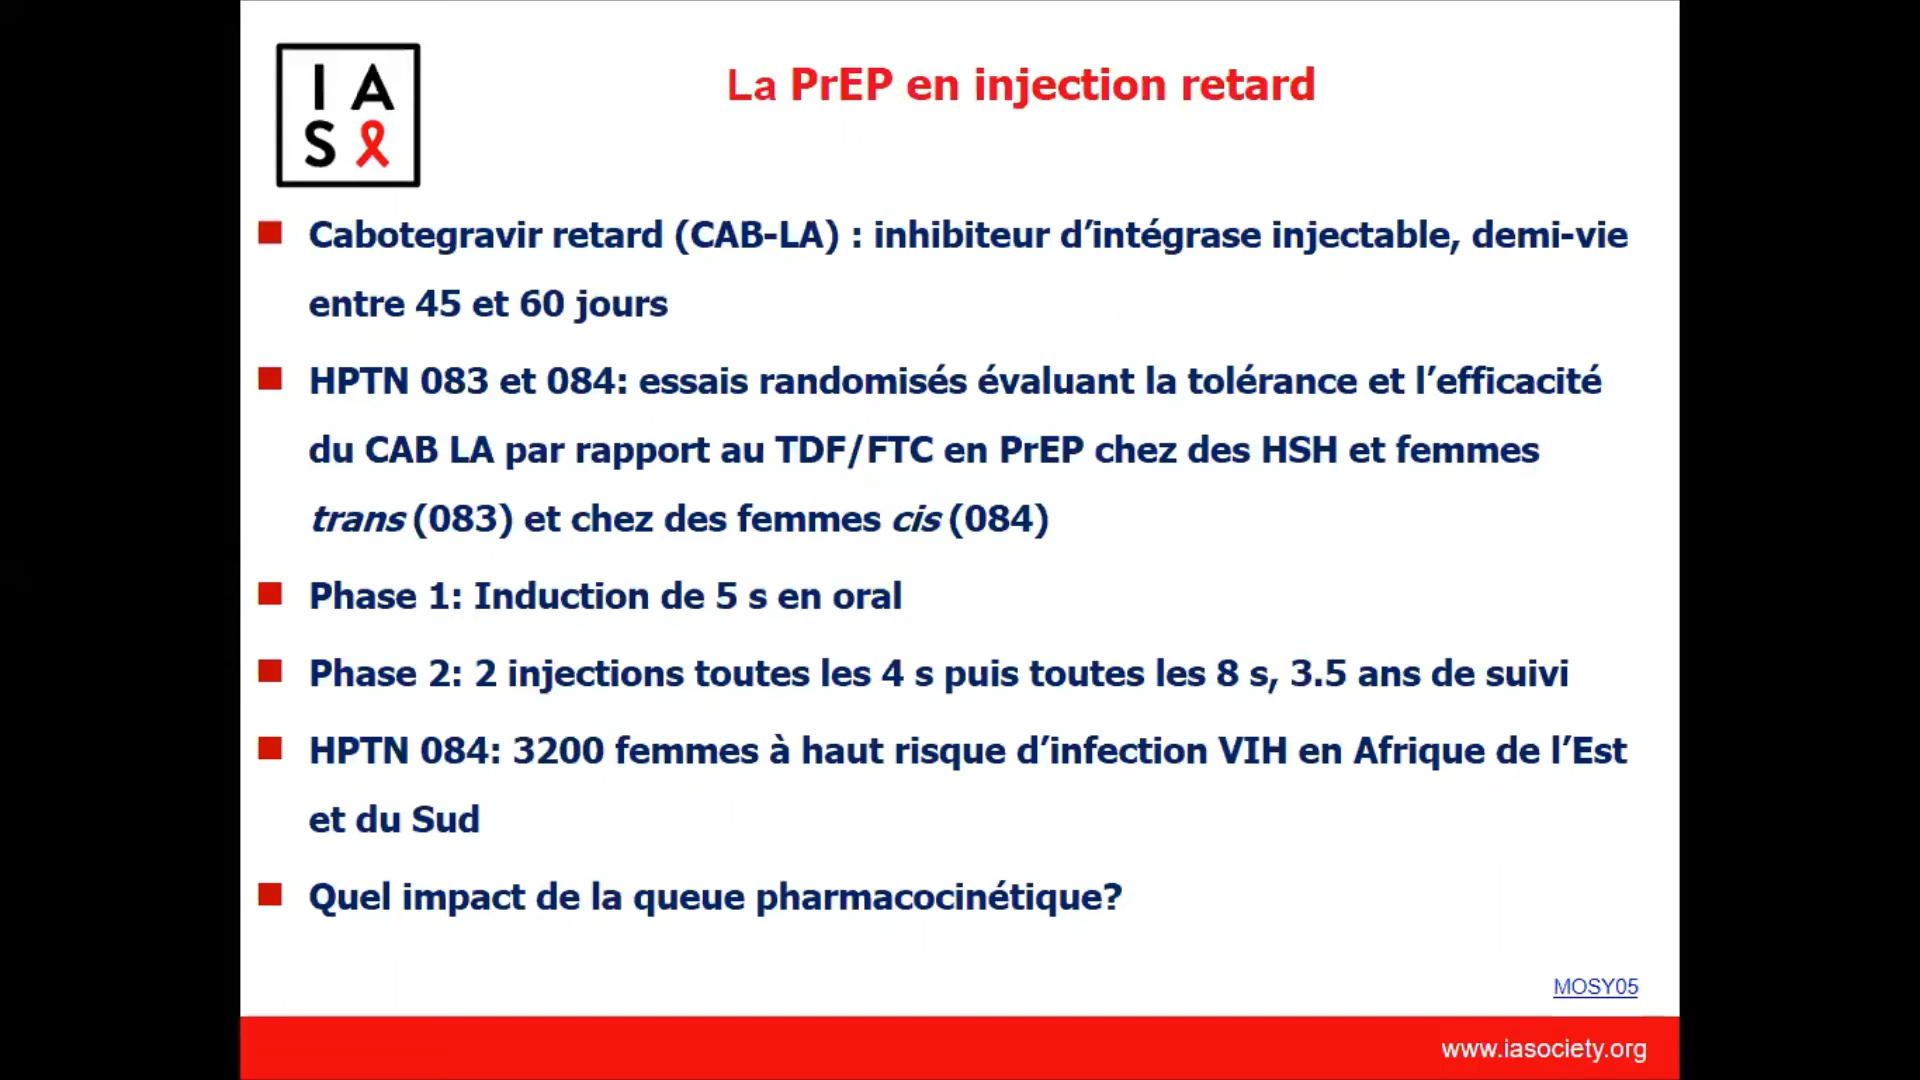 I A
S
La PrEP en injection retard
Cabotegravir retard (CAB-LA) : inhibiteur d’intégrase injectable, demi-vie
entre 45 et 60 jours
HPTN 083 et 084: essais randomisés évaluant la tolérance et l’efficacité
du CAB LA par rapport au TDF/FTC en PrEP chez des HSH et femmes
trans (083) et chez des femmes cis (084)
Phase 1: Induction de 5 s en oral
Phase 2: 2 injections toutes les 4 s puis toutes les 8 s, 3.5 ans de suivi
HPTN 084: 3200 femmes à haut risque d’infection VIH en Afrique de l’Est
et du Sud
Quel impact de la queue pharmacocinétique?
MOSY05
www.iasociety.org